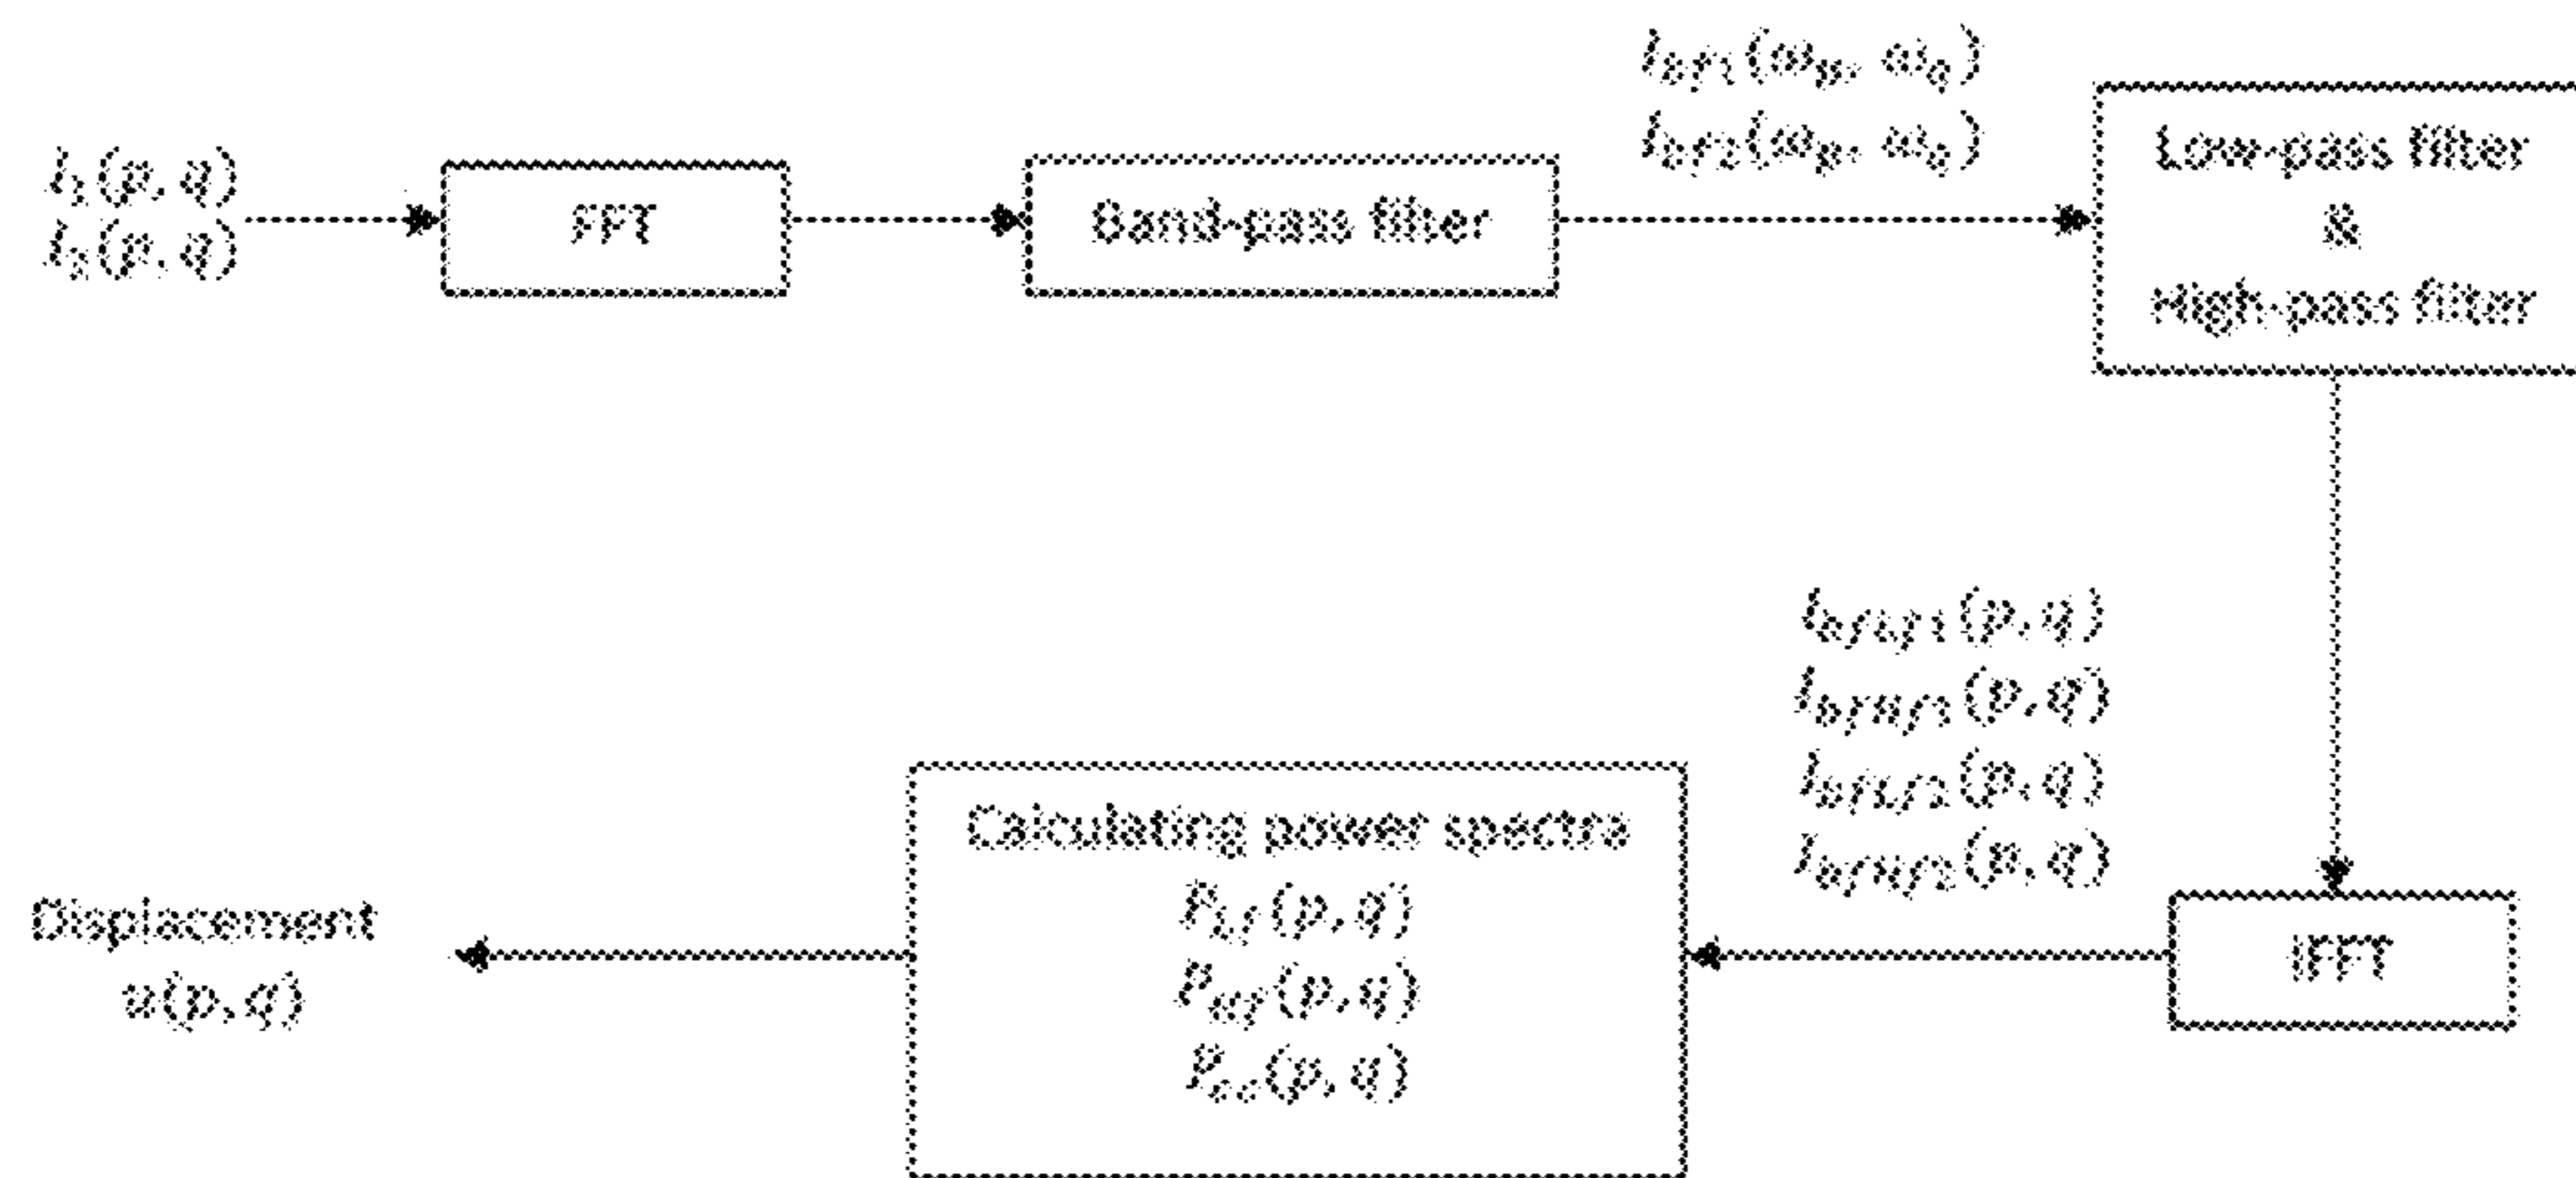 I₁(p, q)
I₂(p, q)
FFT
Band-pass filter
I_Bf1(ω_p, ω_q)
I_Bf2(ω_p, ω_q)
Low-pass filter
&
High-pass filter
I_BfLf1(p, q)
I_BfHf1(p, q)
I_BfLf2(p, q)
I_BfHf2(p, q)
IFFT
Calculating power spectra
P_Lf(p, q)
P_Hf(p, q)
P_cc(p, q)
Displacement
u(p, q)